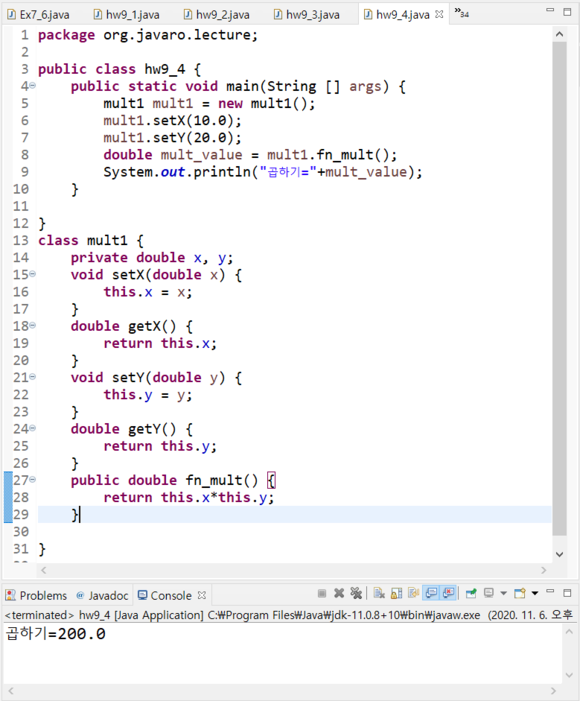 Ex7_6.java hw9_1.java hw9_2.java hw9_3.java hw9_4.java »34
1 package org.javaro.lecture;
2
3 public class hw9_4 {
4 public static void main(String [] args) {
5 mult1 mult1 = new mult1();
6 mult1.setX(10.0);
7 mult1.setY(20.0);
8 double mult_value = mult1.fn_mult();
9 System.out.println("곱하기="+mult_value);
10 }
11
12 }
13 class mult1 {
14 private double x, y;
15 void setX(double x) {
16 this.x = x;
17 }
18 double getX() {
19 return this.x;
20 }
21 void setY(double y) {
22 this.y = y;
23 }
24 double getY() {
25 return this.y;
26 }
27 public double fn_mult() {
28 return this.x*this.y;
29 }
30
31 }
Problems Javadoc Console
<terminated> hw9_4 [Java Application] C:₩Program Files₩Java₩jdk-11.0.8+10₩bin₩javaw.exe (2020. 11. 6. 오후
곱하기=200.0